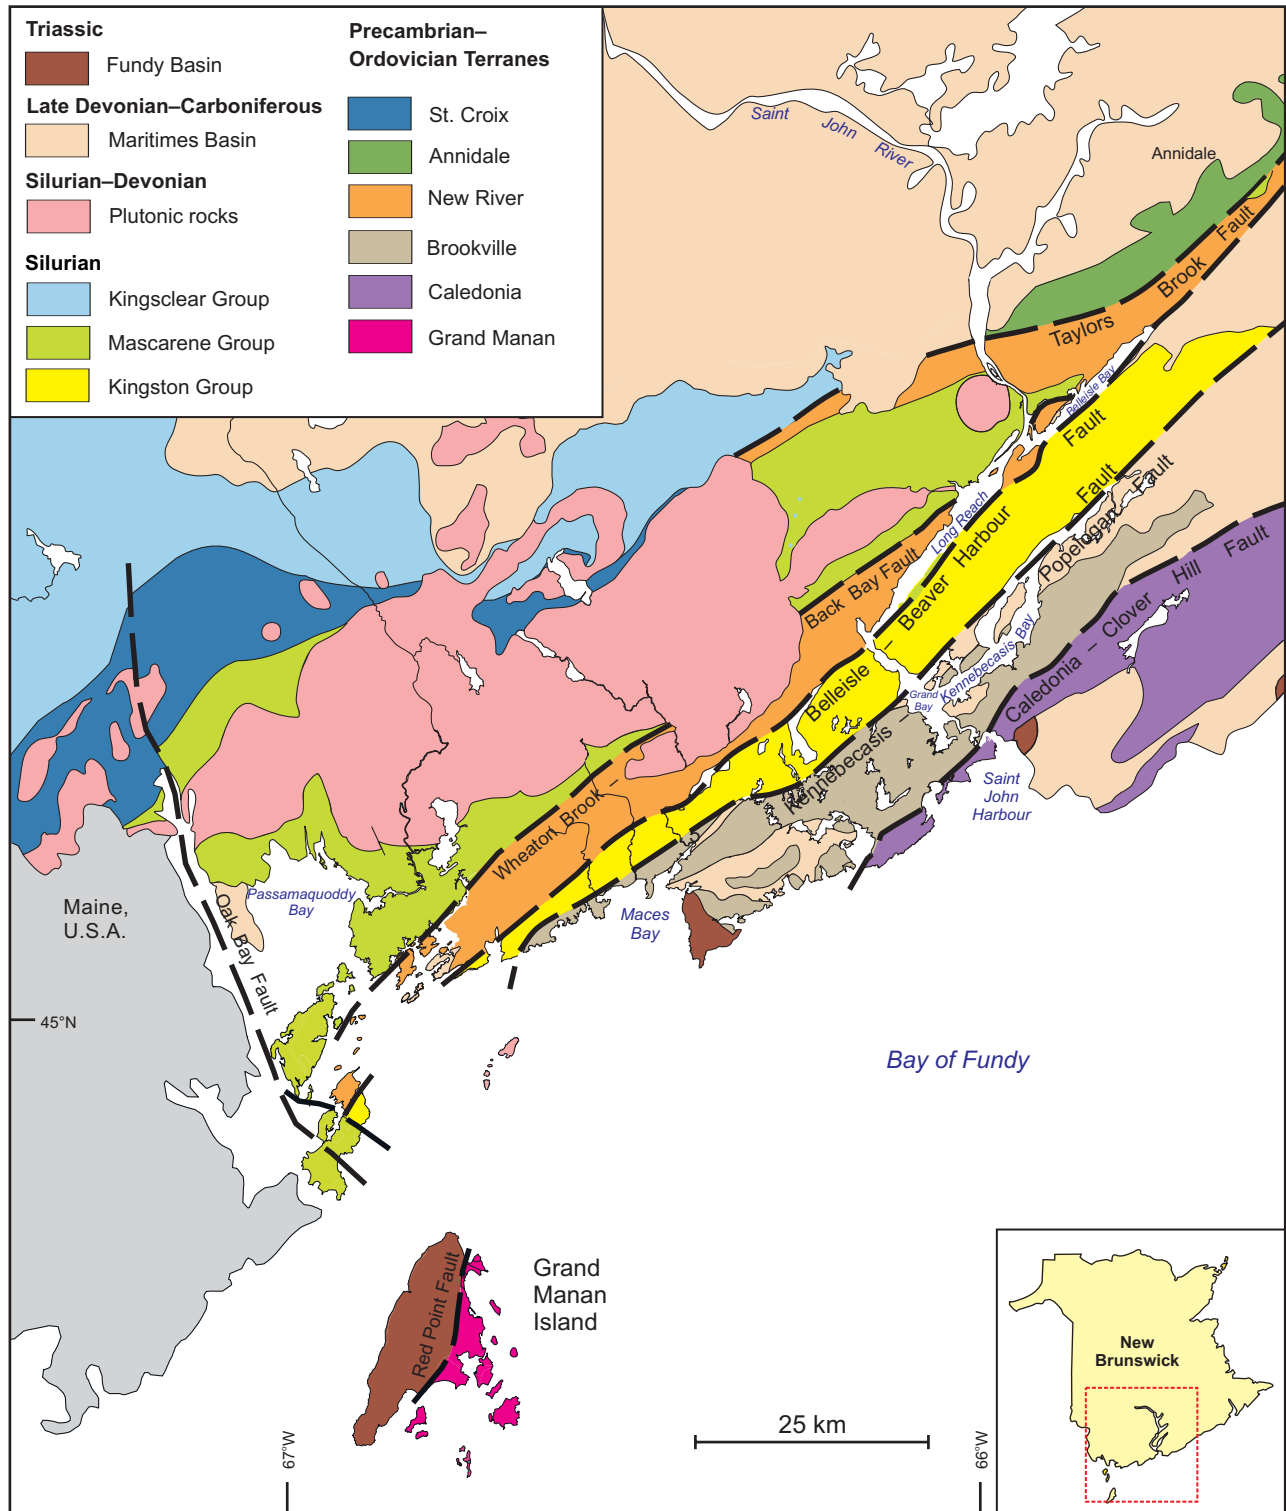 Triassic
Fundy Basin
Late Devonian–Carboniferous
Maritimes Basin
Silurian–Devonian
Plutonic rocks
Silurian
Kingsclear Group
Mascarene Group
Kingston Group
Precambrian–
Ordovician Terranes
St. Croix
Annidale
New River
Brookville
Caledonia
Grand Manan
Saint John River
Annidale
Taylors Brook Fault
Belleisle Bay
Long Reach
Back Bay Fault
Belleisle – Beaver Harbour Fault
Kennebecasis – Fault
Popelugan Fault
Kennebecasis Bay
Grand
Bay
Caledonia – Clover Hill Fault
Saint
John
Harbour
Wheaton Brook –
Maces
Bay
Passamaquoddy
Bay
Oak Bay Fault
Maine,
U.S.A.
45°N
Bay of Fundy
Red Point Fault
Grand
Manan
Island
25 km
67°W
66°W
New
Brunswick